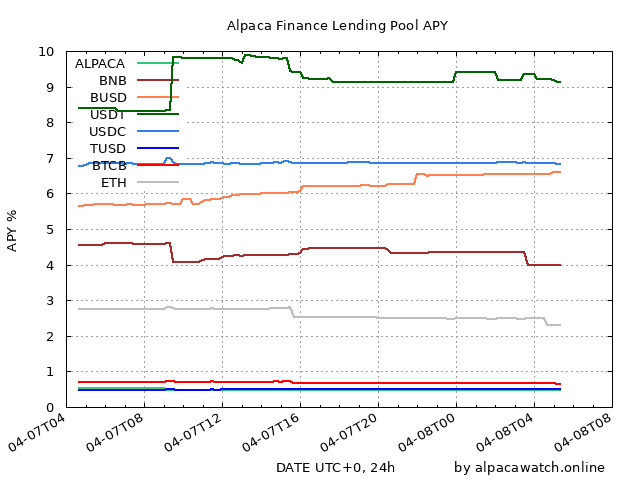 Alpaca Finance Lending Pool APY
10
9
8
7
6
5
4
3
2
1
0
APY %
ALPACA
BNB
BUSD
USDT
USDC
TUSD
BTCB
ETH
04-07T04
04-07T08
04-07T12
04-07T16
04-07T20
04-08T00
04-08T04
04-08T08
DATE UTC+0, 24h
by alpacawatch.online